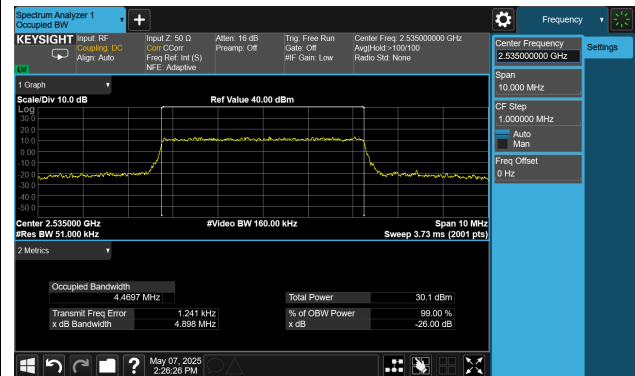 Spectrum Analyzer 1
Occupied BW
+
Frequency
KEYSIGHT
Input: RF
Coupling: DC
Align: Auto
Input Z: 50 Ω
Corr CCorr
Freq Ref: Int (S)
NFE: Adaptive
Atten: 16 dB
Preamp: Off
Trig: Free Run
Gate: Off
#IF Gain: Low
Center Freq: 2.535000000 GHz
Avg|Hold:>100/100
Radio Std: None
Center Frequency
2.535000000 GHz
Settings
Span
10.000 MHz
CF Step
1.000000 MHz
Auto
Man
Freq Offset
0 Hz
1 Graph
Scale/Div 10.0 dB
Ref Value 40.00 dBm
Log
30.0
20.0
10.0
0.00
-10.0
-20.0
-30.0
-40.0
-50.0
Center 2.535000 GHz
#Video BW 160.00 kHz
Span 10 MHz
#Res BW 51.000 kHz
Sweep 3.73 ms (2001 pts)
2 Metrics
Occupied Bandwidth
4.4697 MHz
Total Power
30.1 dBm
Transmit Freq Error
1.241 kHz
% of OBW Power
99.00 %
x dB Bandwidth
4.898 MHz
x dB
-26.00 dB
?
May 07, 2025
2:26:26 PM